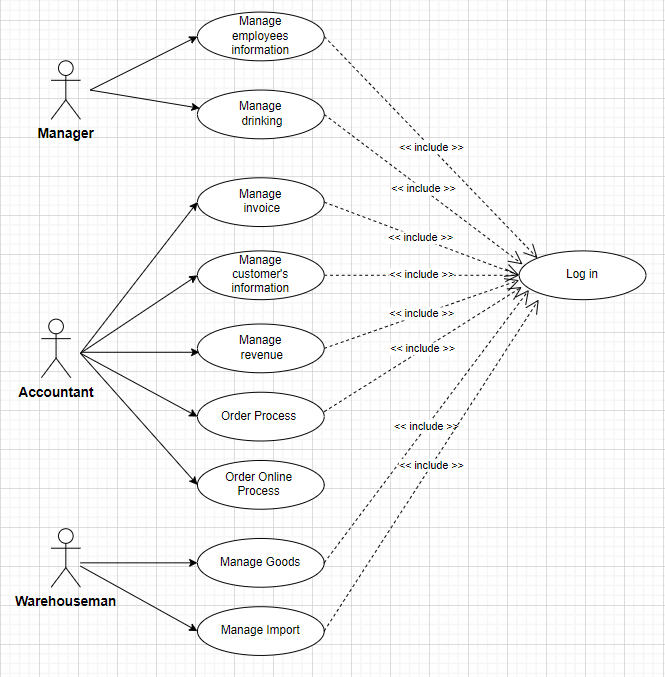 Manage
employees
information
Manager
Manage
drinking
<< include >>
<< include >>
Manage
invoice
<< include >>
Manage
customer's
information
<< include >>
Log in
<< include >>
Manage
revenue
<< include >>
Accountant
Order Process
<< include >>
<< include >>
Order Online
Process
Manage Goods
Warehouseman
Manage Import